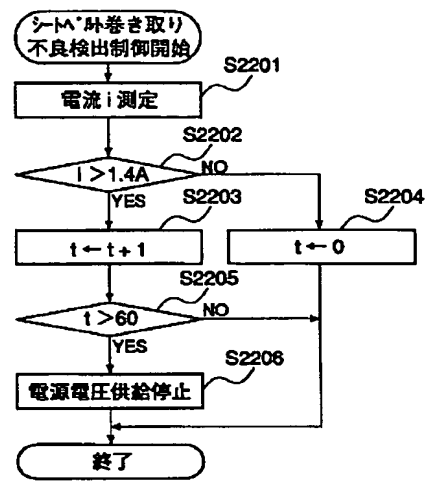 ｼｰﾄﾍﾞﾙﾄ巻き取り
不良検出制御開始
S2201
電流 i 測定
S2202
i＞1.4A
NO
YES
S2203
S2204
t ← t + 1
t ← 0
S2205
t＞60
NO
YES
S2206
電源電圧供給停止
終了